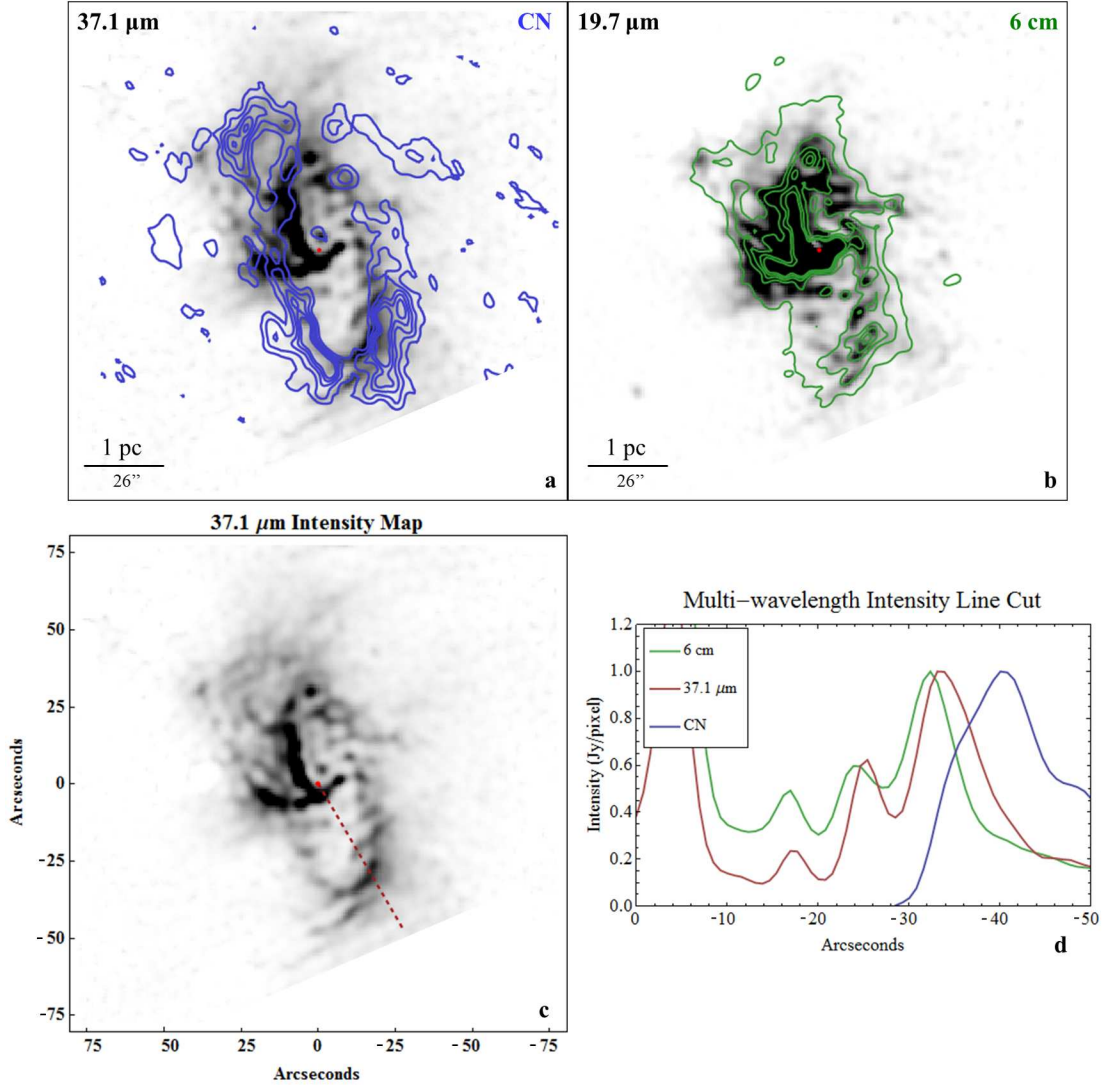 37.1 µm CN
1 pc
26”
a
19.7 µm 6 cm
1 pc
26”
b
37.1 µm Intensity Map
75
50
25
0
-25
-50
-75
Arcseconds
75 50 25 0 -25 -50 -75
Arcseconds
c
Multi-wavelength Intensity Line Cut
6 cm
37.1 µm
CN
1.2
1.0
0.8
0.6
0.4
0.2
0.0
Intensity (Jy/pixel)
0 -10 -20 -30 -40 -50
Arcseconds
d